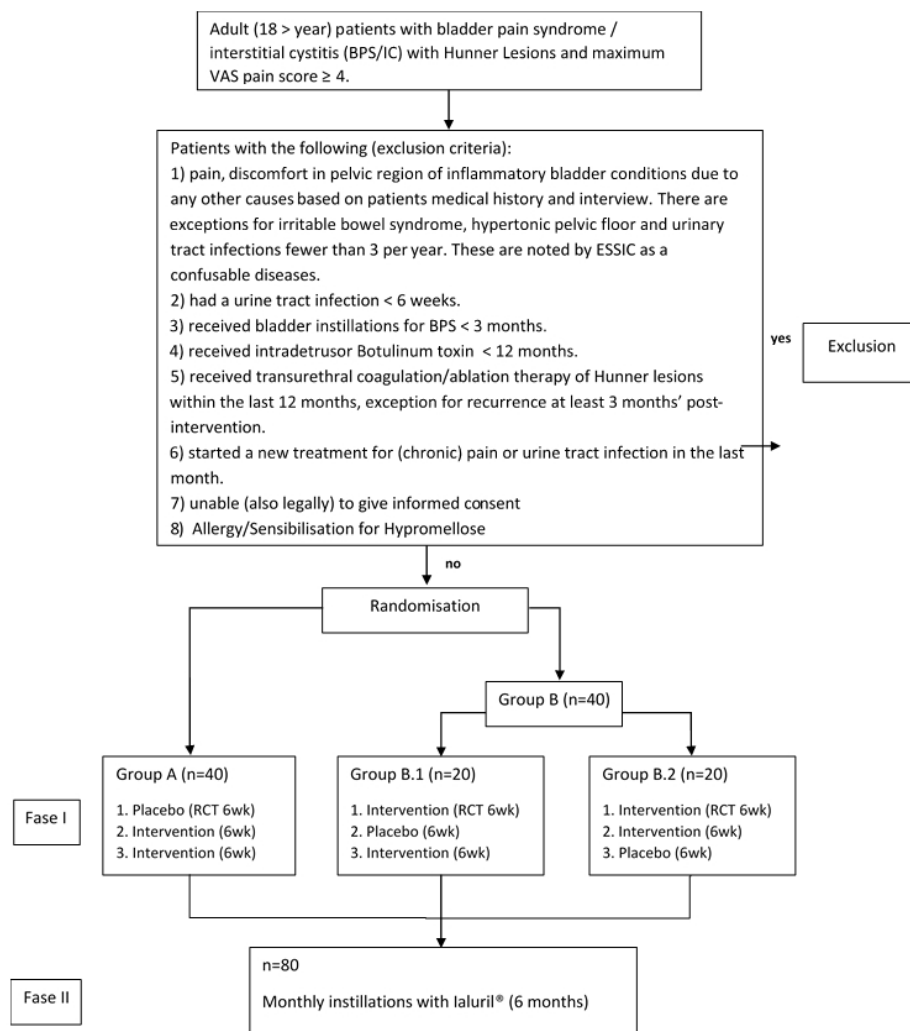 Adult (18 > year) patients with bladder pain syndrome /
interstitial cystitis (BPS/IC) with Hunner Lesions and maximum
VAS pain score ≥ 4.
Patients with the following (exclusion criteria):
1) pain, discomfort in pelvic region of inflammatory bladder conditions due to
any other causes based on patients medical history and interview. There are
exceptions for irritable bowel syndrome, hypertonic pelvic floor and urinary
tract infections fewer than 3 per year. These are noted by ESSIC as a
confusable diseases.
2) had a urine tract infection < 6 weeks.
3) received bladder instillations for BPS < 3 months.
4) received intradetrusor Botulinum toxin < 12 months.
5) received transurethral coagulation/ablation therapy of Hunner lesions
within the last 12 months, exception for recurrence at least 3 months' post-
intervention.
6) started a new treatment for (chronic) pain or urine tract infection in the last
month.
7) unable (also legally) to give informed consent
8) Allergy/Sensibilisation for Hypromellose
yes
Exclusion
no
Randomisation
Group B (n=40)
Group A (n=40)
1. Placebo (RCT 6wk)
2. Intervention (6wk)
3. Intervention (6wk)
Group B.1 (n=20)
1. Intervention (RCT 6wk)
2. Placebo (6wk)
3. Intervention (6wk)
Group B.2 (n=20)
1. Intervention (RCT 6wk)
2. Intervention (6wk)
3. Placebo (6wk)
Fase I
n=80
Monthly instillations with Ialuril® (6 months)
Fase II